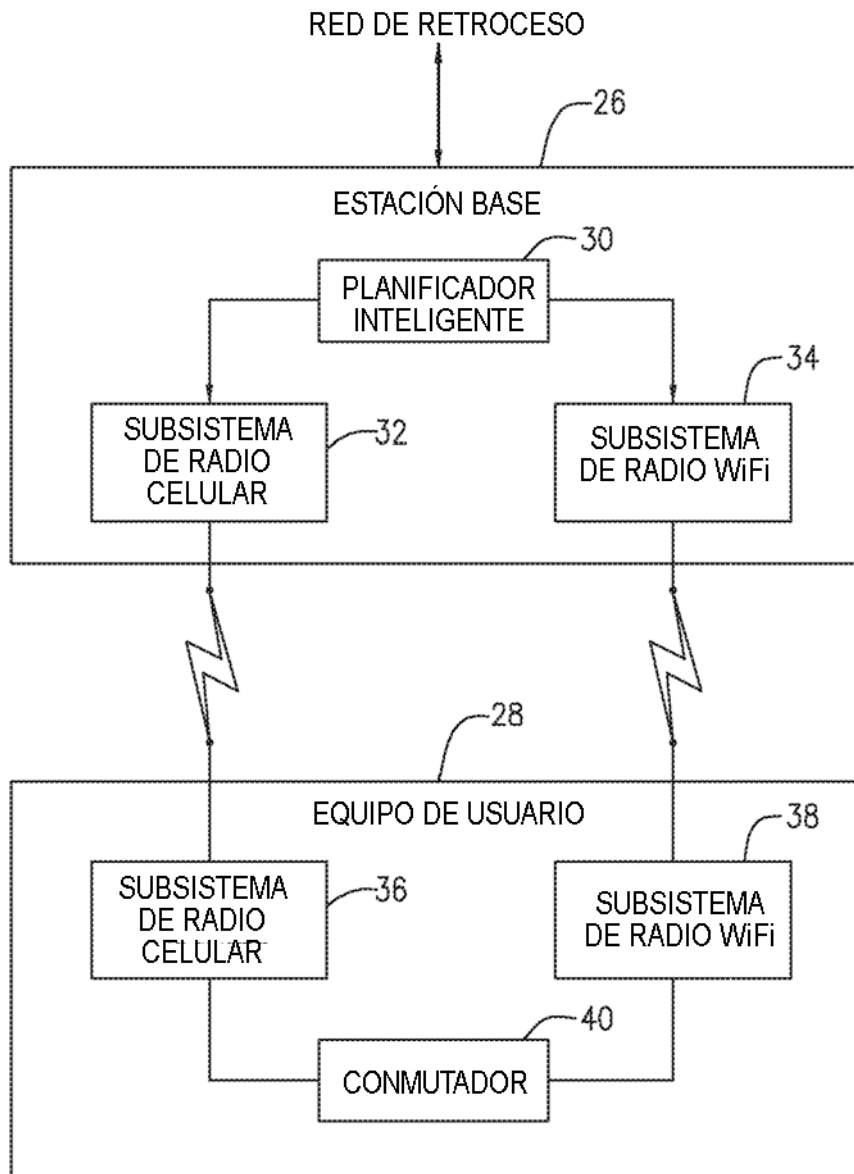 RED DE RETROCESO
26
ESTACIÓN BASE
30
PLANIFICADOR
INTELIGENTE
34
SUBSISTEMA
DE RADIO
CELULAR
32
SUBSISTEMA
DE RADIO WiFi
28
EQUIPO DE USUARIO
38
SUBSISTEMA
DE RADIO
CELULAR
36
SUBSISTEMA
DE RADIO WiFi
40
CONMUTADOR